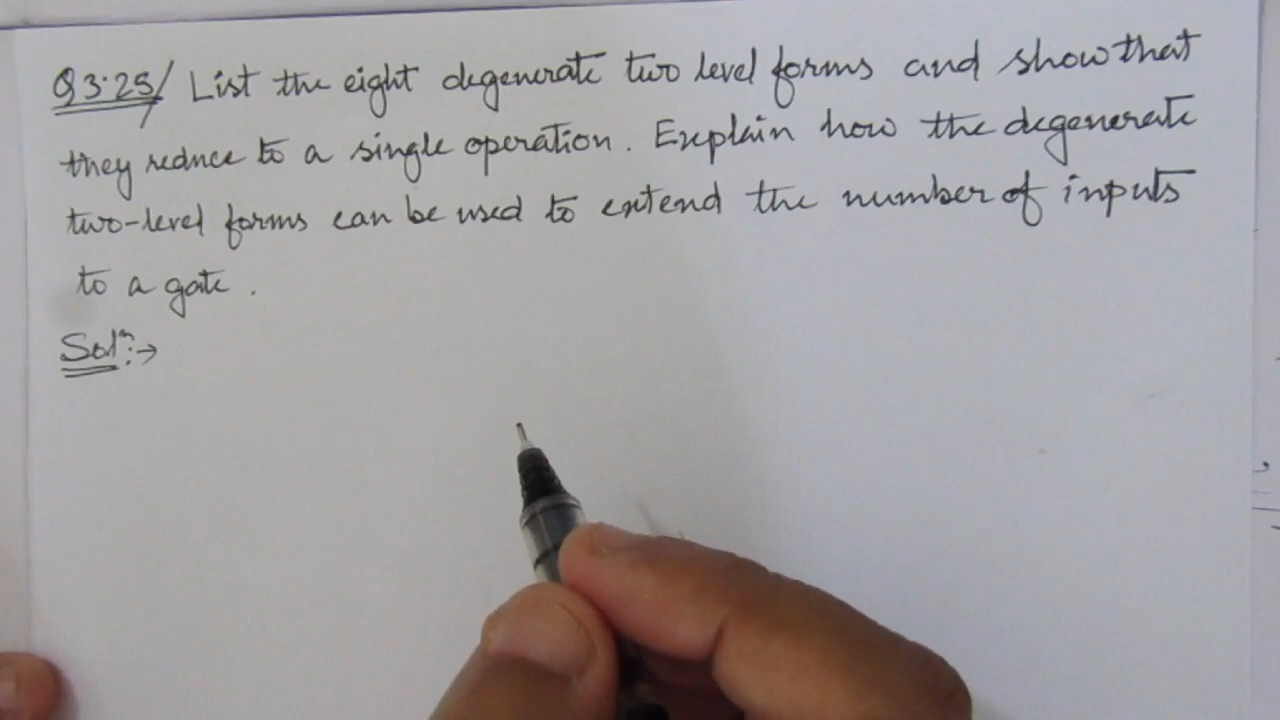 Q3.25/ List the eight degenerate two level forms and show that
they reduce to a single operation. Explain how the degenerate
two-level forms can be used to extend the number of inputs
to a gate.
Solⁿ:→